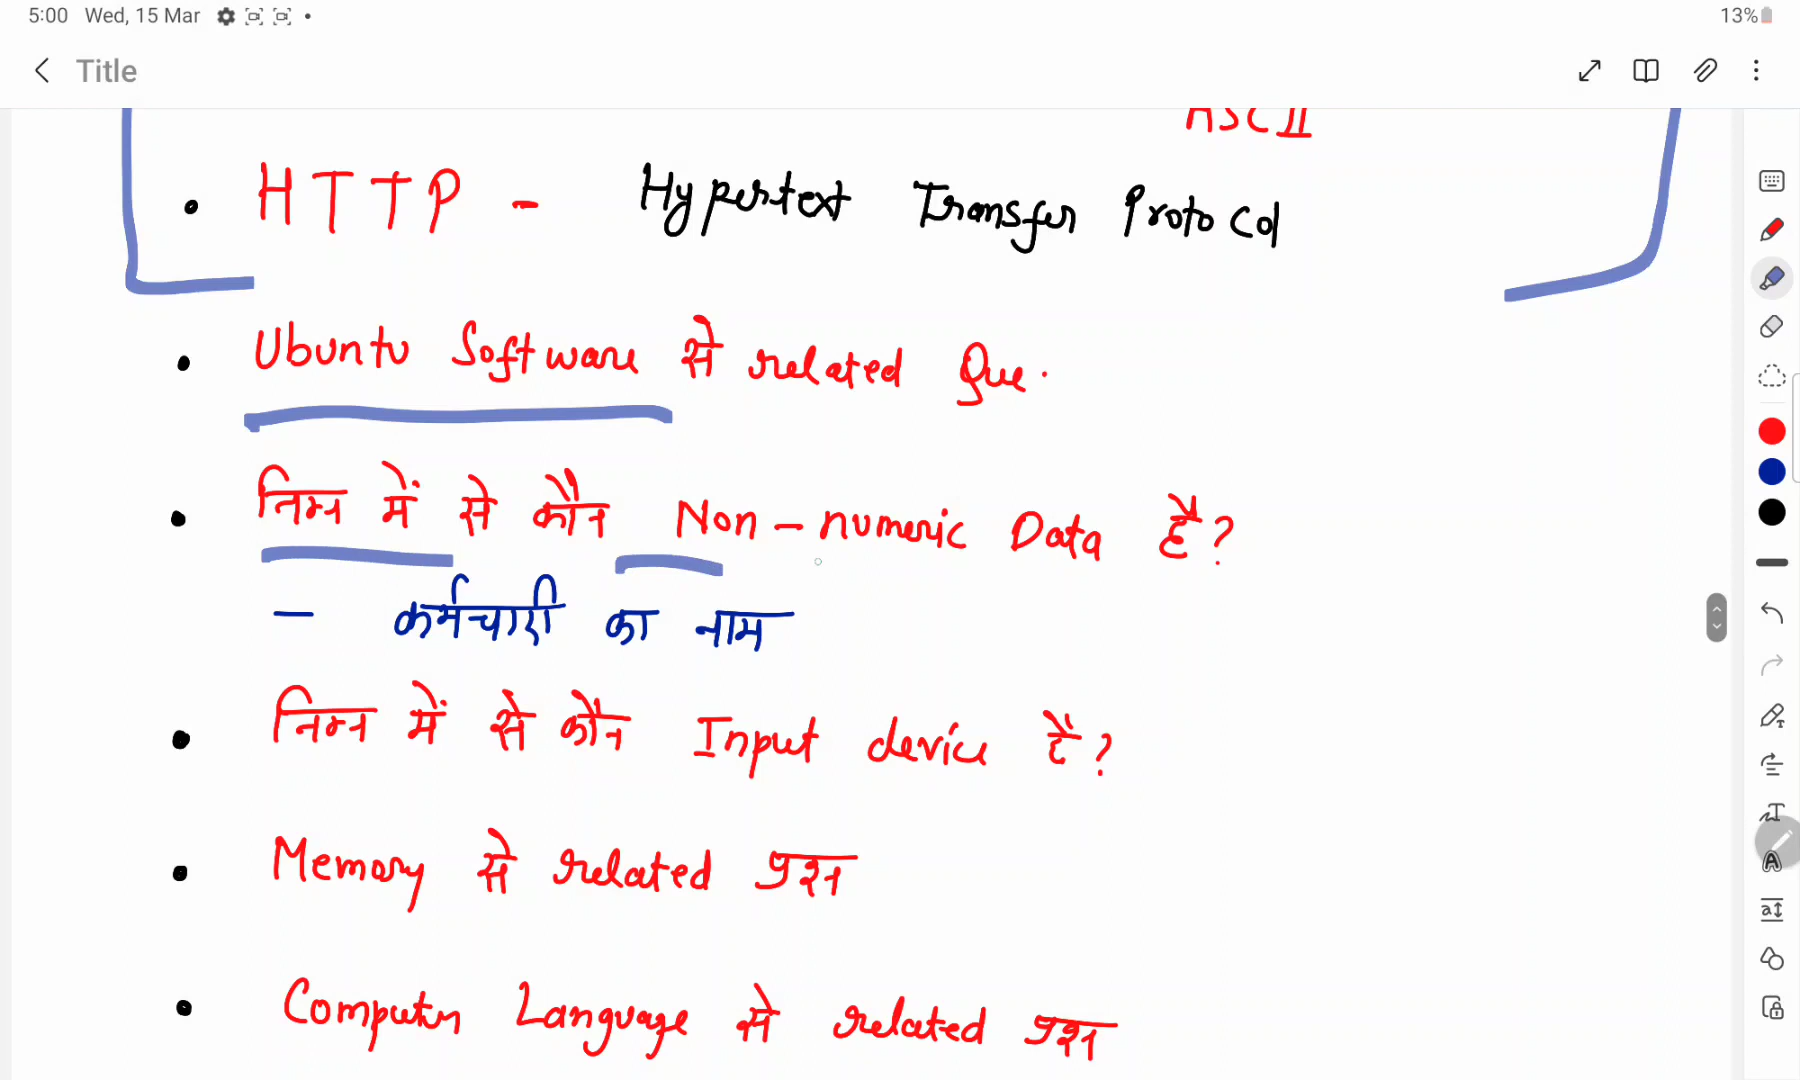 5:00 Wed, 15 Mar 13%
Title
ASCII
• HTTP - Hypertext Transfer Protocol
• Ubuntu Software से related Que.
• निम्न में से कौन Non-numeric Data है?
- कर्मचारी का नाम
• निम्न में से कौन Input device है?
• Memory से related प्रश्न
• Computer Language से related प्रश्न